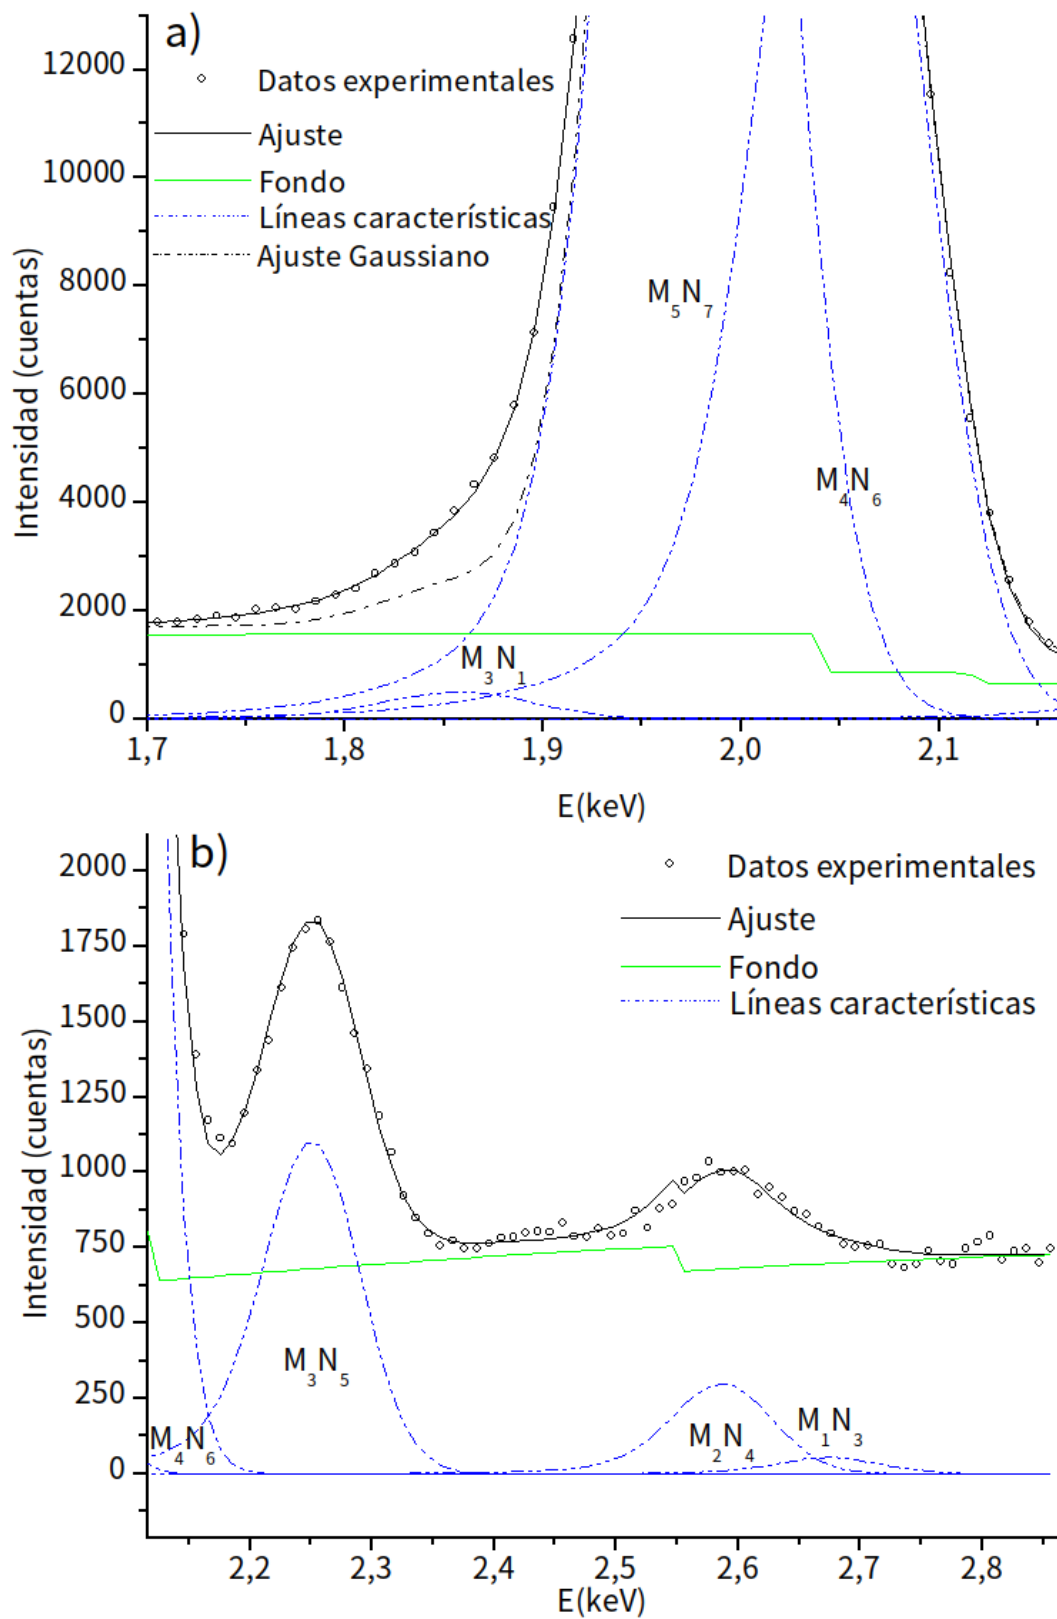 a)
12000
Datos experimentales
Ajuste
10000
Fondo
Líneas características
Ajuste Gaussiano
8000
M5N7
6000
M4N6
4000
2000
M3N1
0
Intensidad (cuentas)
1,7 1,8 1,9 2,0 2,1
E(keV)
b)
2000
Datos experimentales
Ajuste
1750
Fondo
Líneas características
1500
1250
1000
750
500
M3N5
250
M4N6
M2N4
M1N3
0
Intensidad (cuentas)
2,2 2,3 2,4 2,5 2,6 2,7 2,8
E(keV)